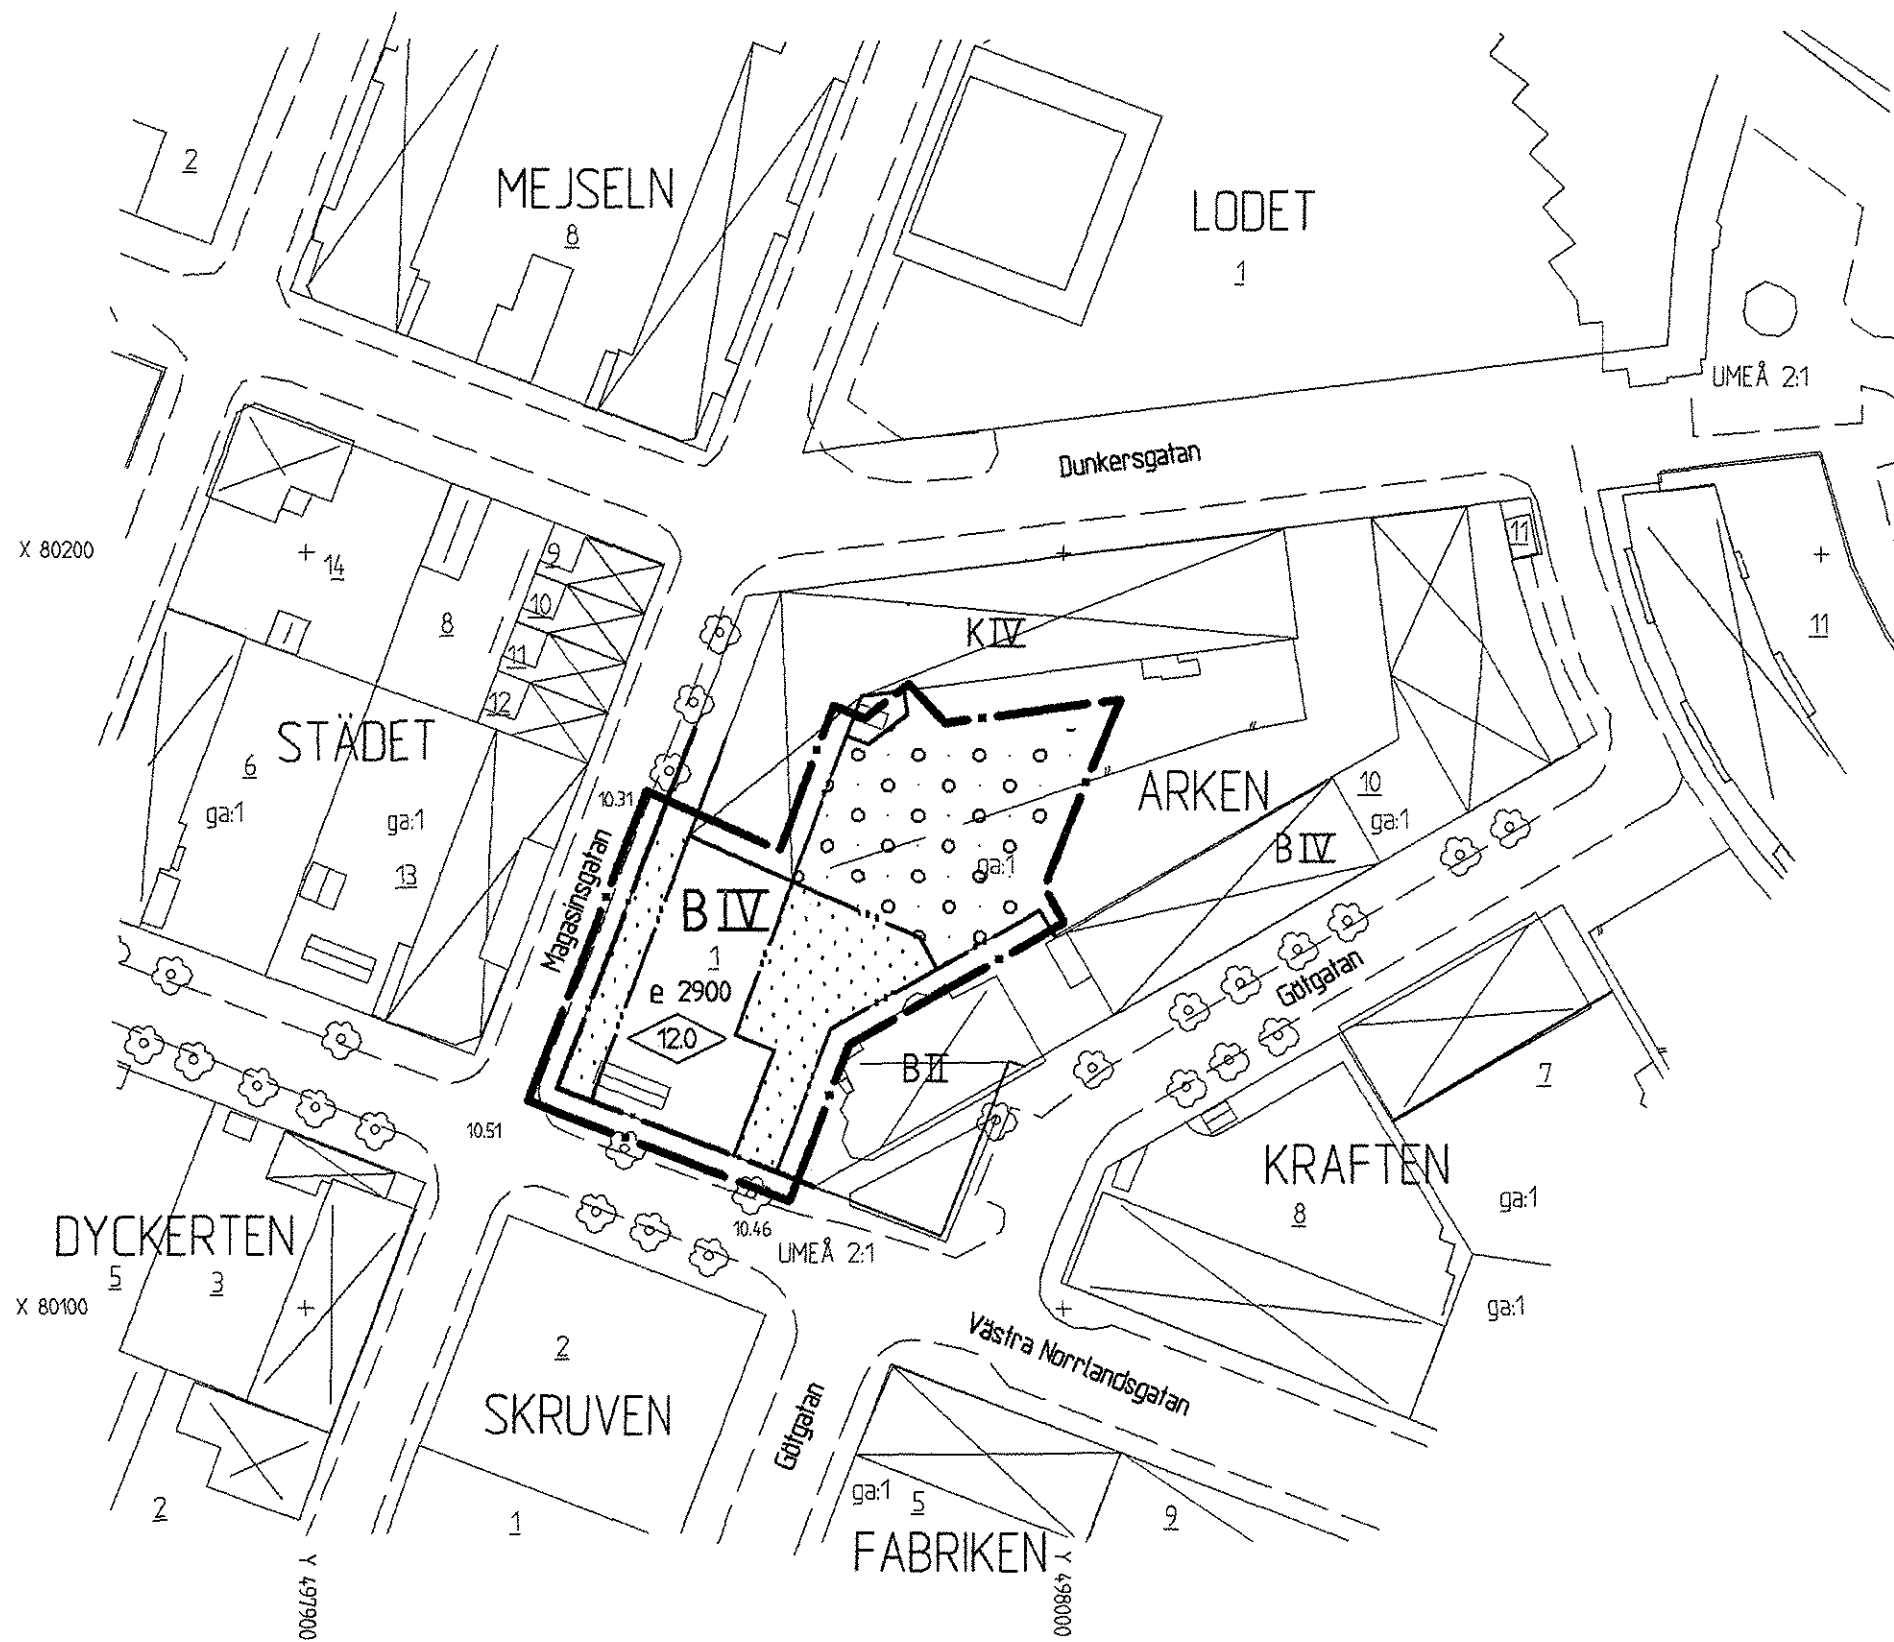 2
MEJSELN
8
LODET
1
UMEÅ 2:1
Dunkersgatan
X 80200
14
9
10
11
12
8
11
11
K IV
STÄDET
6
ga:1
ga:1
13
10.31
Magasinsgatan
ARKEN
10
ga:1
B IV
ga:1
B IV
1
e 2900
12.0
Götgatan
B II
7
10.51
KRAFTEN
8
ga:1
ga:1
DYCKERTEN
5
3
10.46
UMEÅ 2:1
X 80100
Västra Norrlandsgatan
2
SKRUVEN
Götgatan
2
1
ga:1
5
9
FABRIKEN
Y 497900
Y 498000